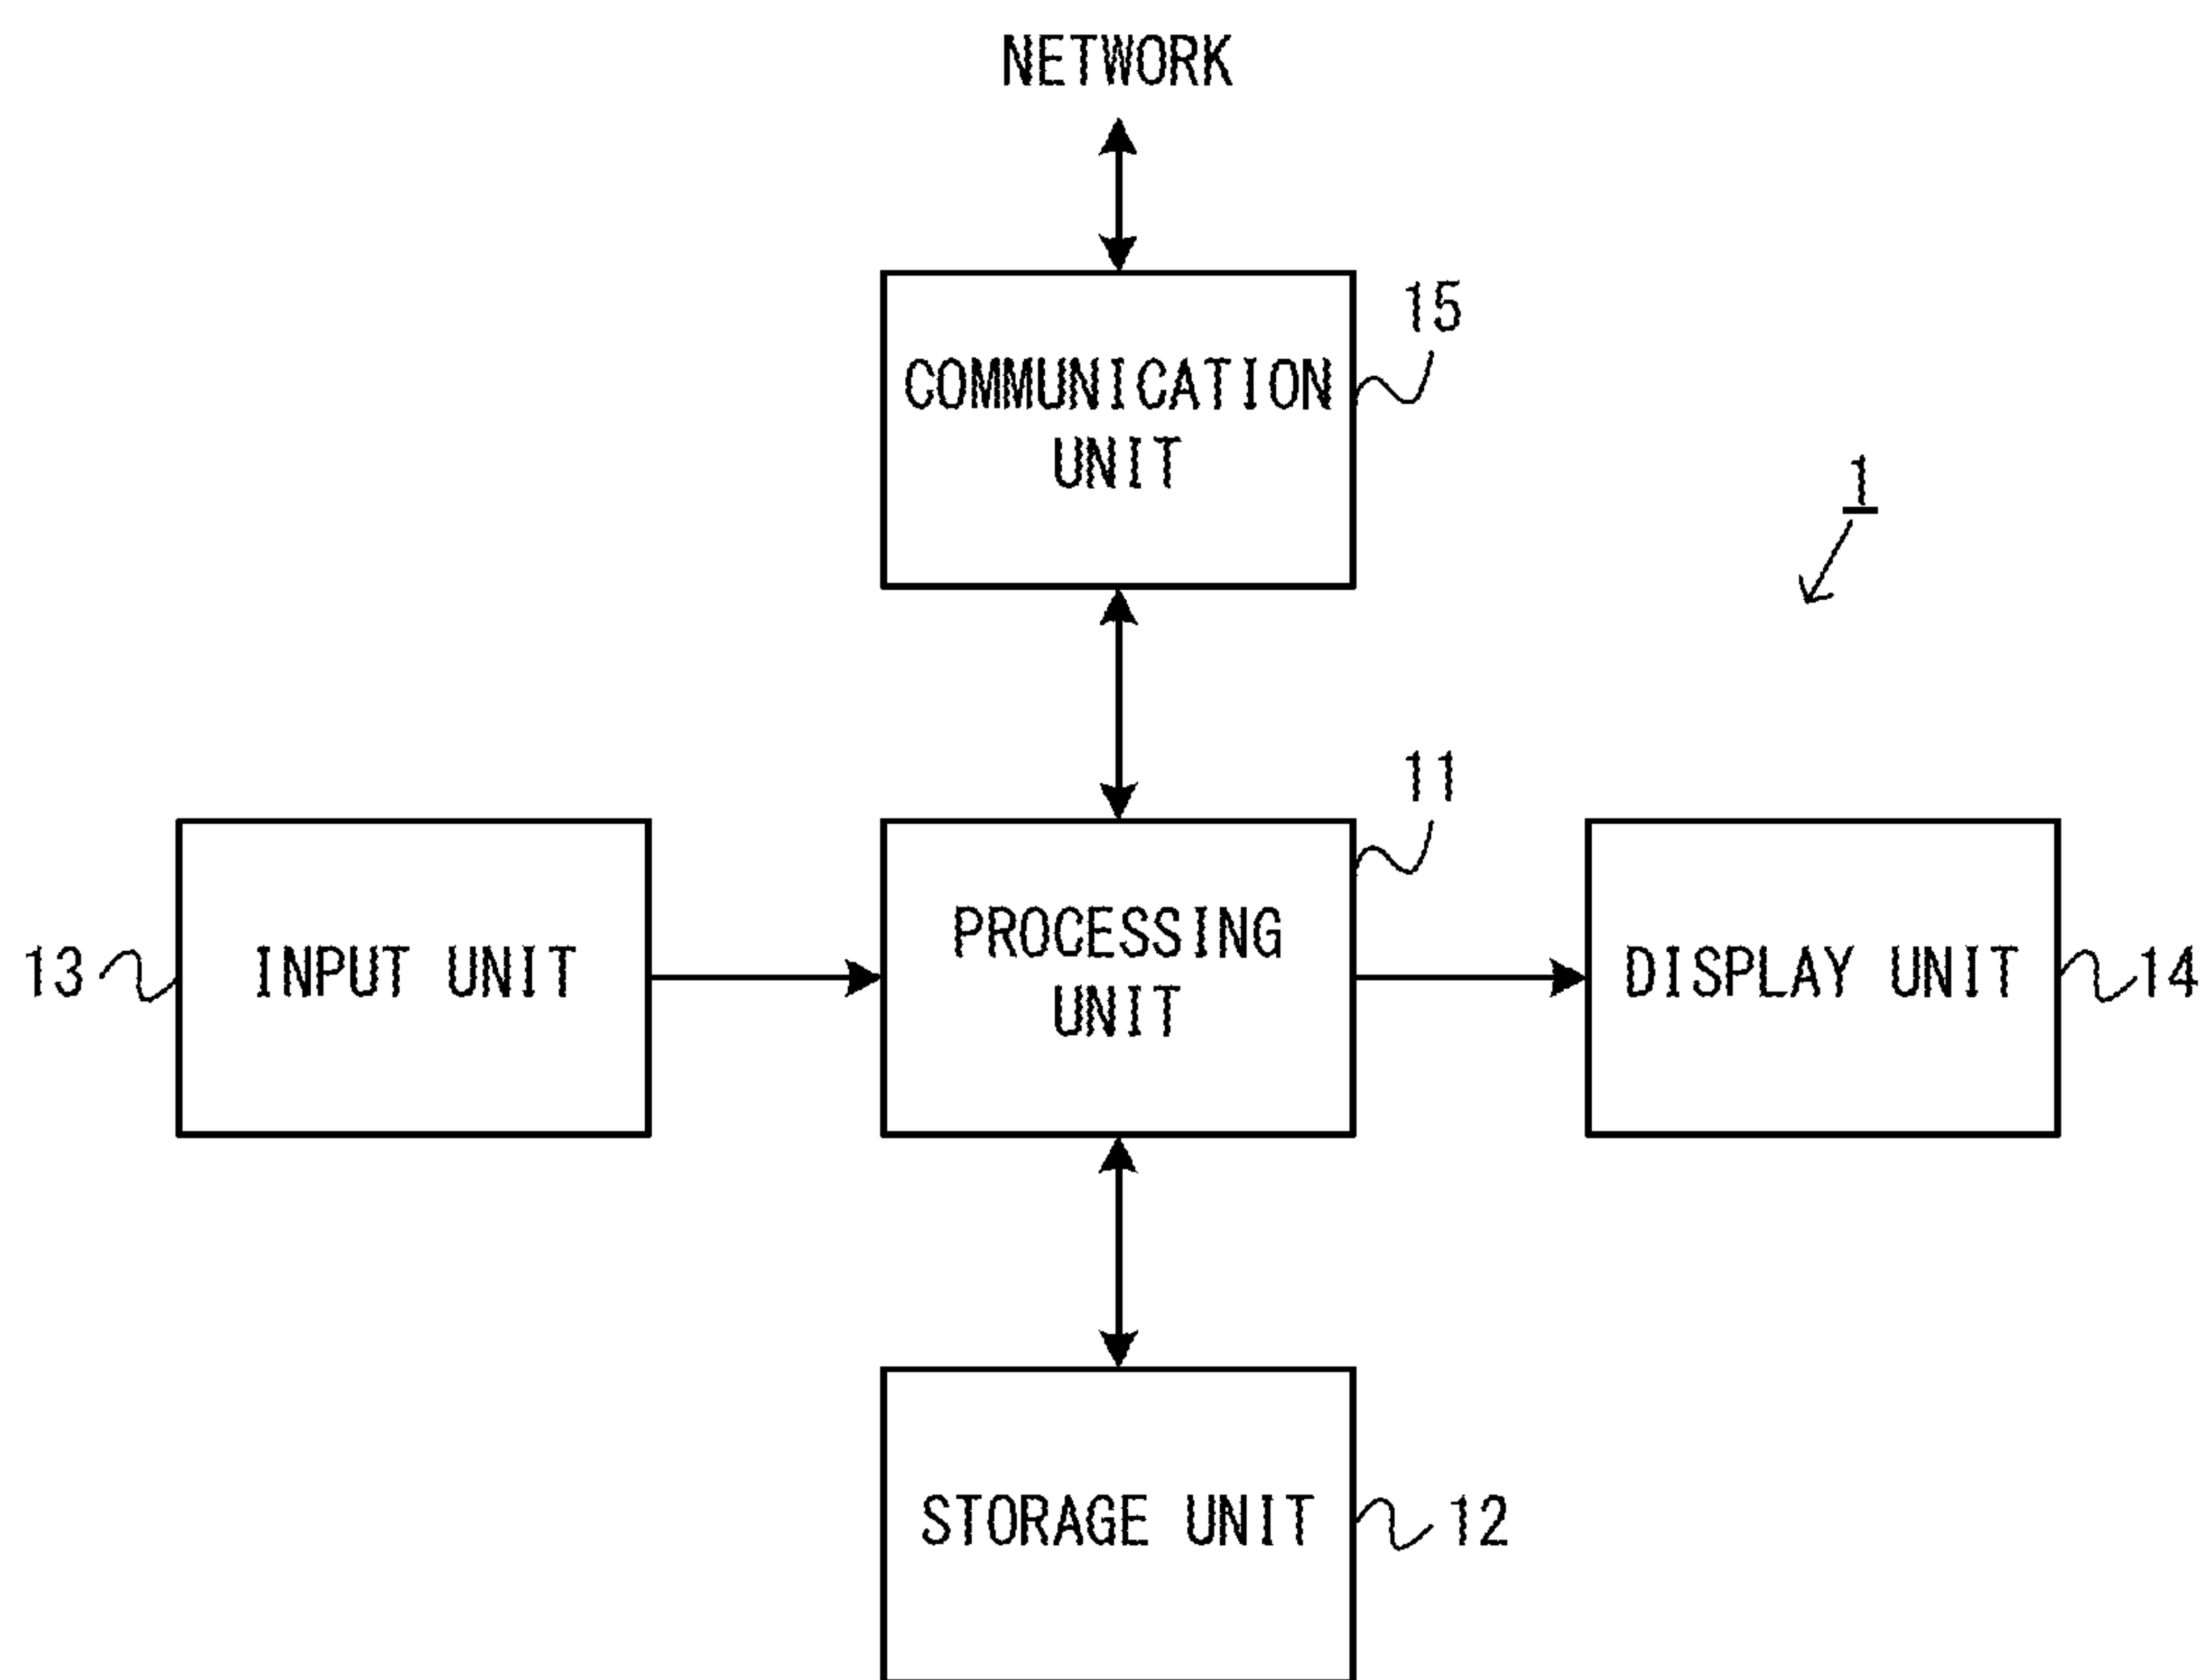 NETWORK
15
COMMUNICATION
UNIT
1
11
PROCESSING
UNIT
13
INPUT UNIT
DISPLAY UNIT
14
STORAGE UNIT
12